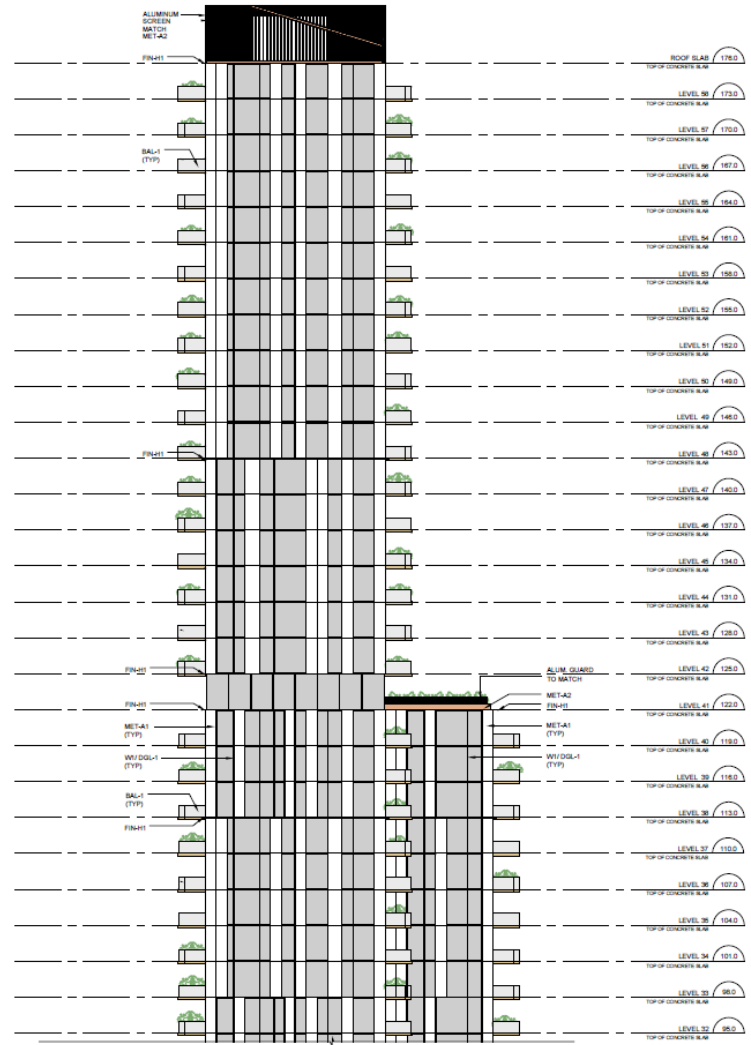 ALUMINUM
SCREEN
MATCH
MET-A2
FIN-H1
ROOF SLAB 176.0
TOP OF CONCRETE SLAB
LEVEL 58 173.0
TOP OF CONCRETE SLAB
LEVEL 57 170.0
TOP OF CONCRETE SLAB
BAL-1
(TYP)
LEVEL 56 167.0
TOP OF CONCRETE SLAB
LEVEL 55 164.0
TOP OF CONCRETE SLAB
LEVEL 54 161.0
TOP OF CONCRETE SLAB
LEVEL 53 158.0
TOP OF CONCRETE SLAB
LEVEL 52 155.0
TOP OF CONCRETE SLAB
LEVEL 51 152.0
TOP OF CONCRETE SLAB
LEVEL 50 149.0
TOP OF CONCRETE SLAB
LEVEL 49 146.0
TOP OF CONCRETE SLAB
FIN-H1
LEVEL 48 143.0
TOP OF CONCRETE SLAB
LEVEL 47 140.0
TOP OF CONCRETE SLAB
LEVEL 46 137.0
TOP OF CONCRETE SLAB
LEVEL 45 134.0
TOP OF CONCRETE SLAB
LEVEL 44 131.0
TOP OF CONCRETE SLAB
LEVEL 43 128.0
TOP OF CONCRETE SLAB
FIN-H1
ALUM. GUARD
TO MATCH
MET-A2
LEVEL 42 125.0
TOP OF CONCRETE SLAB
FIN-H1
FIN-H1
LEVEL 41 122.0
TOP OF CONCRETE SLAB
MET-A1
(TYP)
MET-A1
(TYP)
LEVEL 40 119.0
TOP OF CONCRETE SLAB
W1/ DGL-1
(TYP)
W1/ DGL-1
(TYP)
LEVEL 39 116.0
TOP OF CONCRETE SLAB
BAL-1
(TYP)
LEVEL 38 113.0
TOP OF CONCRETE SLAB
FIN-H1
LEVEL 37 110.0
TOP OF CONCRETE SLAB
LEVEL 36 107.0
TOP OF CONCRETE SLAB
LEVEL 35 104.0
TOP OF CONCRETE SLAB
LEVEL 34 101.0
TOP OF CONCRETE SLAB
LEVEL 33 98.0
TOP OF CONCRETE SLAB
LEVEL 32 95.0
TOP OF CONCRETE SLAB